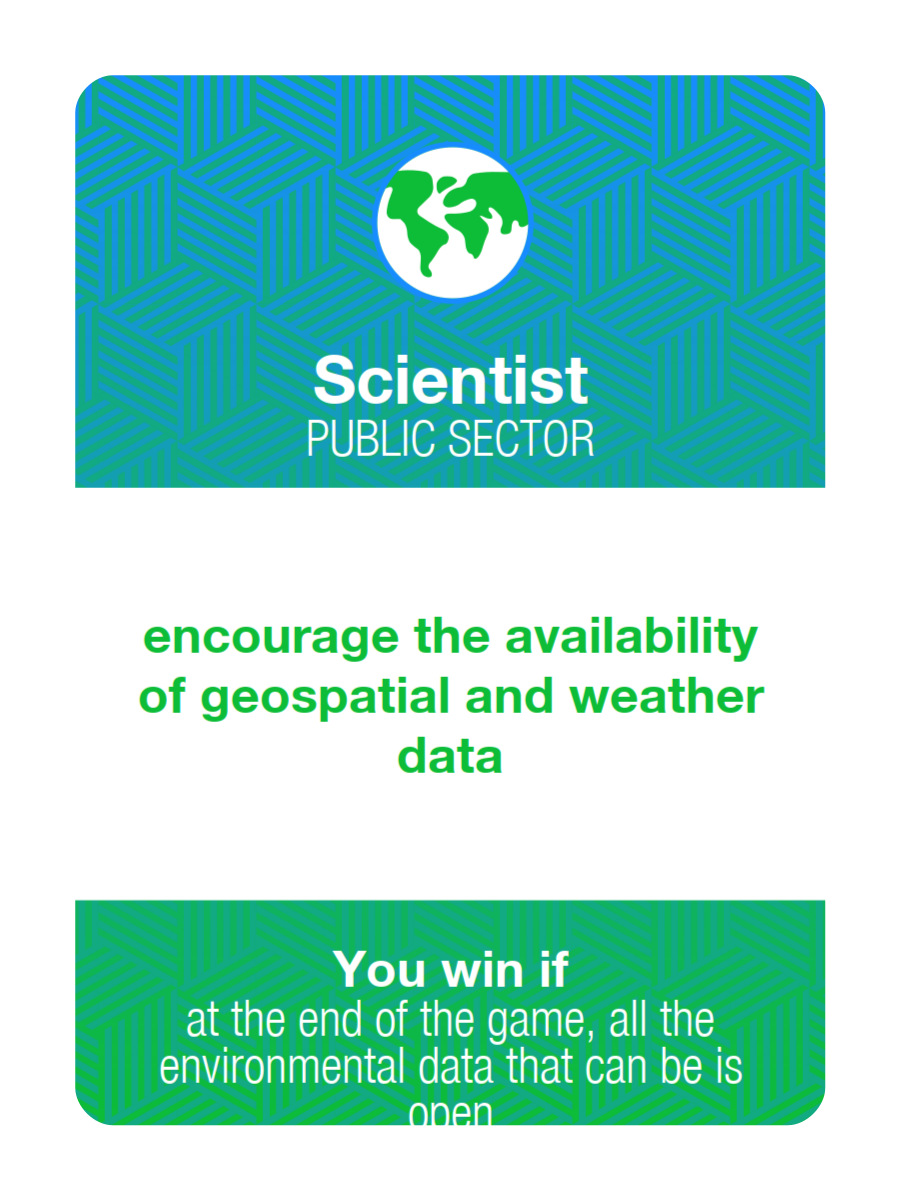 Scientist
PUBLIC SECTOR
encourage the availability
of geospatial and weather
data
You win if
at the end of the game, all the
environmental data that can be is
open